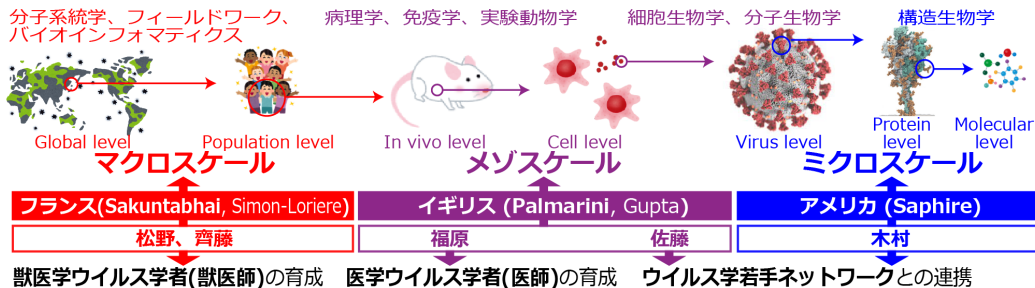 分子系統学、フィールドワーク、
バイオインフォマティクス
病理学、免疫学、実験動物学
細胞生物学、分子生物学
構造生物学
Global level
Population level
In vivo level
Cell level
Virus level
Protein
level
Molecular
level
マクロスケール
メゾスケール
ミクロスケール
フランス(Sakuntabhai, Simon-Loriere)
イギリス (Palmarini, Gupta)
アメリカ (Saphire)
松野、齊藤
福原
佐藤
木村
獣医学ウイルス学者(獣医師)の育成
医学ウイルス学者(医師)の育成
ウイルス学若手ネットワークとの連携